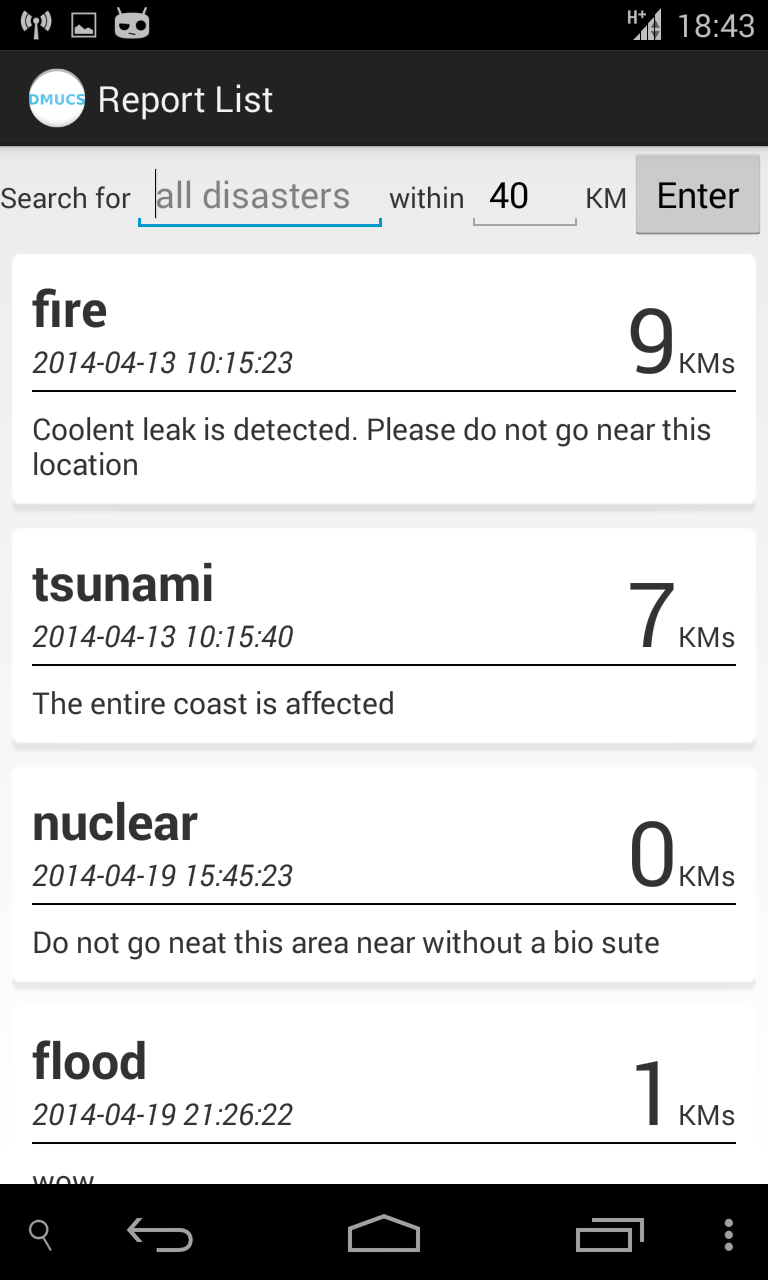 H+ 18:43
DMUCS Report List
Search for all disasters within 40 KM Enter
fire
2014-04-13 10:15:23 9 KMs
Coolent leak is detected. Please do not go near this
location
tsunami
2014-04-13 10:15:40 7 KMs
The entire coast is affected
nuclear
2014-04-19 15:45:23 0 KMs
Do not go neat this area near without a bio sute
flood
2014-04-19 21:26:22 1 KMs
wow